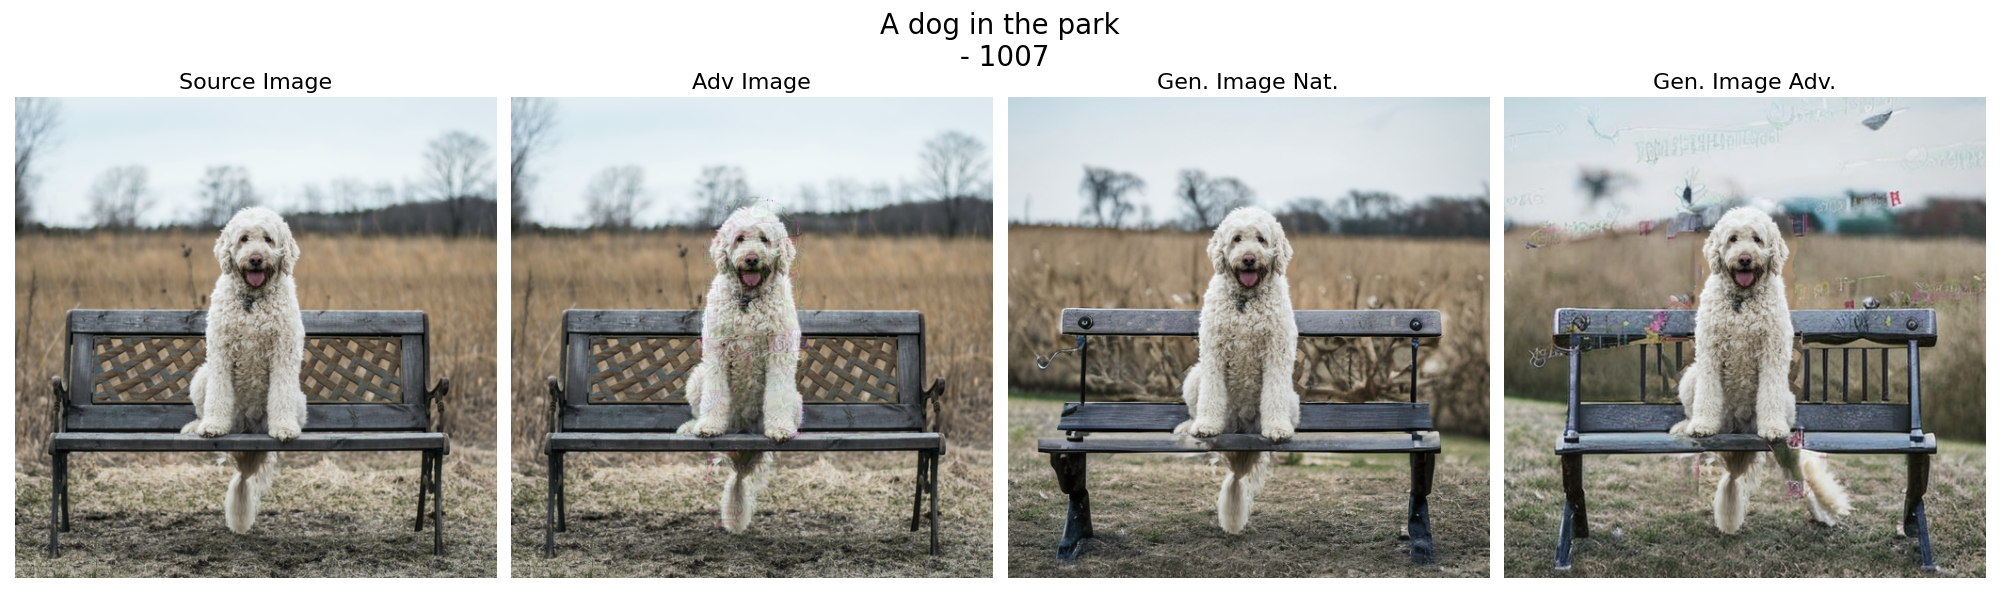 A dog in the park
- 1007
Source Image
Adv Image
Gen. Image Nat.
Gen. Image Adv.